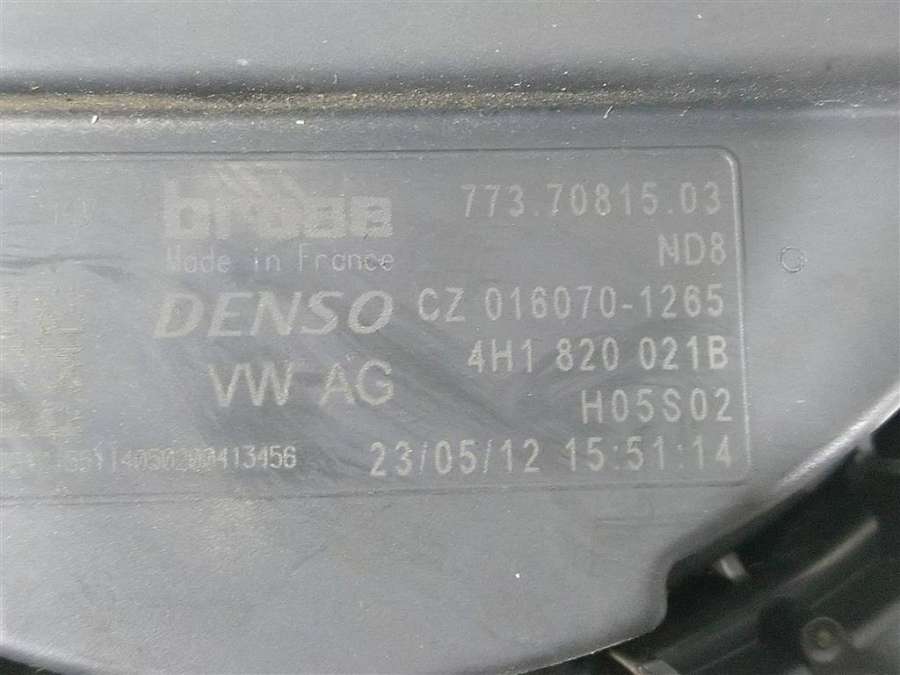 brose 773.70815.03
Made in France ND8
DENSO CZ 016070-1265
VW AG 4H1 820 021B
H05S02
23/05/12 15:51:14